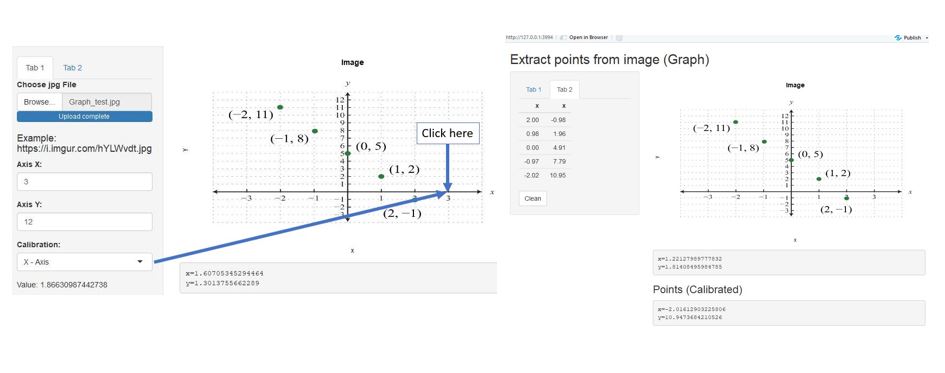 Tab 1 Tab 2
Choose jpg File
Browse... Graph_test.jpg
Upload complete
Example:
https://i.imgur.com/hYLWvdt.jpg
Axis X:
3
Axis Y:
12
Calibration:
X - Axis
Value: 1.86630987442738
Image
y
12
11
10
9
8
7
6
5
4
3
2
1
−1
−2
−3
−3 −2 −1 1 2 3 x
(−2, 11)
(−1, 8)
(0, 5)
(1, 2)
(2, −1)
Click here
y
x
x=1.60705345294464
y=1.3013755662289
http://127.0.0.1:3994 Open in Browser Publish
Extract points from image (Graph)
Tab 1 Tab 2
x x
2.00 -0.98
0.98 1.96
0.00 4.91
-0.97 7.79
-2.02 10.95
Clean
Image
y
12
11
10
9
8
7
6
5
4
3
2
1
−1
−2
−3
−3 −2 −1 1 2 3 x
(−2, 11)
(−1, 8)
(0, 5)
(1, 2)
(2, −1)
y
x
x=1.22127989777832
y=1.81408495984785
Points (Calibrated)
x=-2.01612903225806
y=10.9473684210526